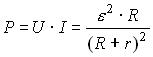 P = U · I = ε² · R / (R + r)²